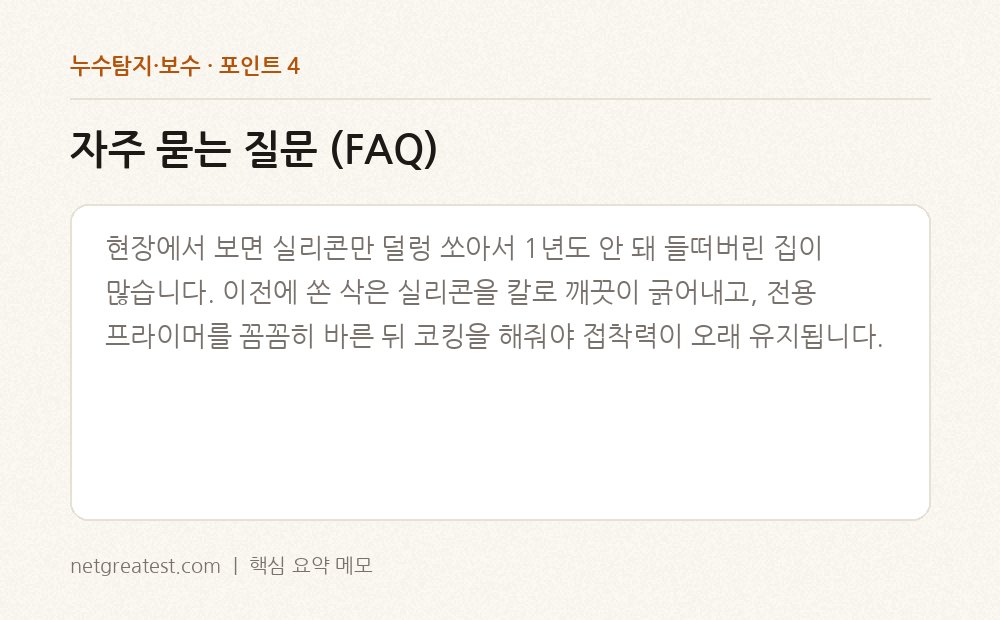 누수탐지·보수 · 포인트 4
자주 묻는 질문 (FAQ)
현장에서 보면 실리콘만 덜렁 쏘아서 1년도 안 돼 들떠버린 집이
많습니다. 이전에 쏜 삭은 실리콘을 칼로 깨끗이 긁어내고, 전용
프라이머를 꼼꼼히 바른 뒤 코킹을 해줘야 접착력이 오래 유지됩니다.
netgreatest.com | 핵심 요약 메모